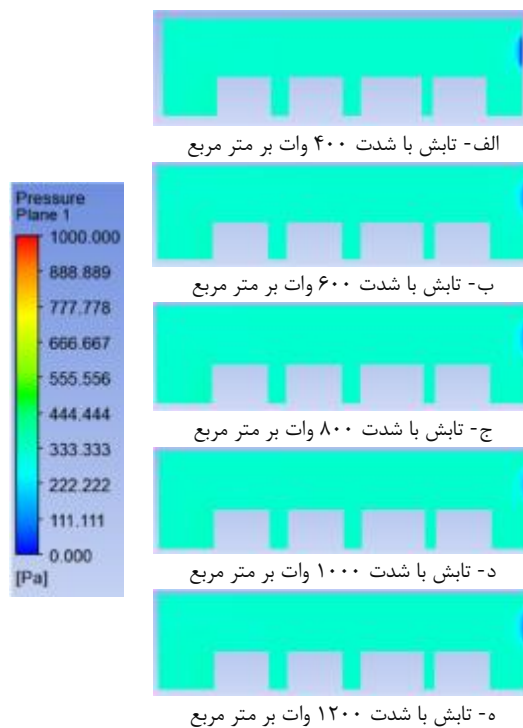 الف- تابش با شدت ۴۰۰ وات بر متر مربع
ب- تابش با شدت ۶۰۰ وات بر متر مربع
Pressure
Plane 1
1000.000
888.889
777.778
666.667
555.556
444.444
333.333
222.222
111.111
0.000
[Pa]
ج- تابش با شدت ۸۰۰ وات بر متر مربع
د- تابش با شدت ۱۰۰۰ وات بر متر مربع
ه- تابش با شدت ۱۲۰۰ وات بر متر مربع